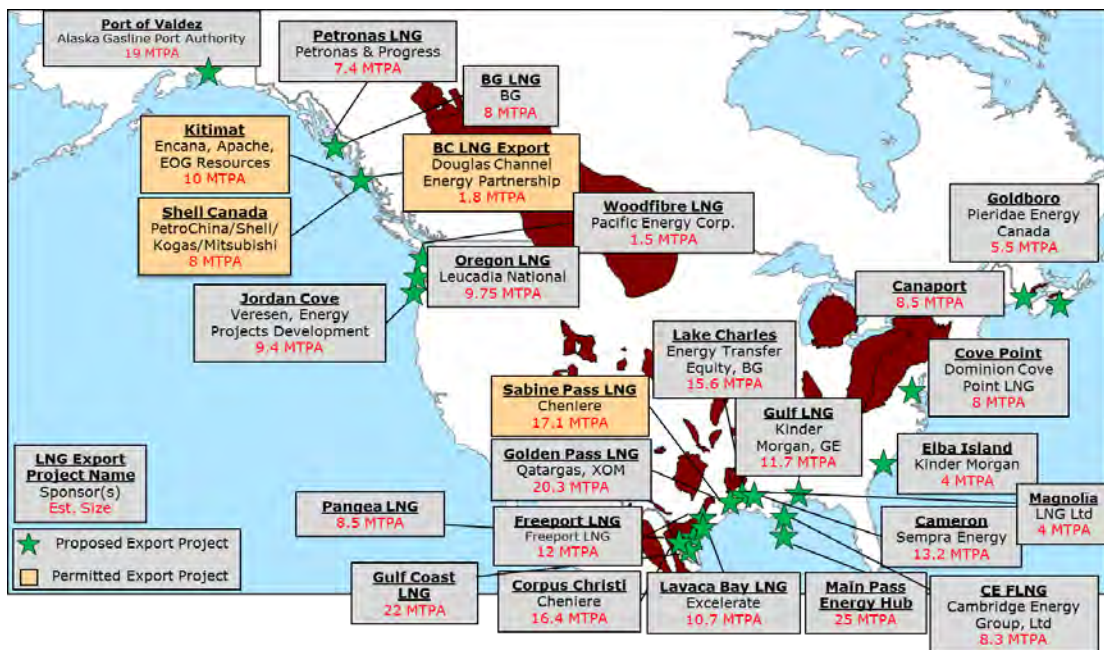 Port of Valdez
Alaska Gasline Port Authority
19 MTPA
Petronas LNG
Petronas & Progress
7.4 MTPA
BG LNG
BG
8 MTPA
Kitimat
Encana, Apache,
EOG Resources
10 MTPA
BC LNG Export
Douglas Channel
Energy Partnership
1.8 MTPA
Shell Canada
PetroChina/Shell/
Kogas/Mitsubishi
8 MTPA
Woodfibre LNG
Pacific Energy Corp.
1.5 MTPA
Goldboro
Pieridae Energy
Canada
5.5 MTPA
Oregon LNG
Leucadia National
9.75 MTPA
Canaport
8.5 MTPA
Jordan Cove
Veresen, Energy
Projects Development
9.4 MTPA
Lake Charles
Energy Transfer
Equity, BG
15.6 MTPA
Cove Point
Dominion Cove
Point LNG
8 MTPA
Sabine Pass LNG
Cheniere
17.1 MTPA
Gulf LNG
Kinder
Morgan, GE
11.7 MTPA
Golden Pass LNG
Qatargas, XOM
20.3 MTPA
Elba Island
Kinder Morgan
4 MTPA
LNG Export
Project Name
Sponsor(s)
Est. Size
Pangea LNG
8.5 MTPA
Freeport LNG
Freeport LNG
12 MTPA
Cameron
Sempra Energy
13.2 MTPA
Magnolia
LNG Ltd
4 MTPA
Proposed Export Project
Permitted Export Project
Gulf Coast
LNG
22 MTPA
Corpus Christi
Cheniere
16.4 MTPA
Lavaca Bay LNG
Excelerate
10.7 MTPA
Main Pass
Energy Hub
25 MTPA
CE FLNG
Cambridge Energy
Group, Ltd
8.3 MTPA